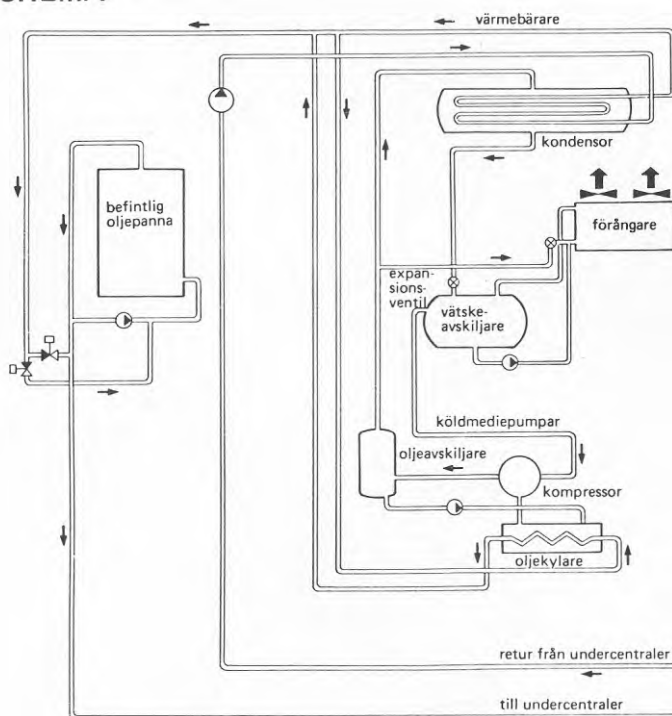 värmebärare
kondensor
befintlig
oljepanna
förångare
expan-
sions-
ventil
vätske-
avskiljare
köldmediepumpar
oljeavskiljare
kompressor
oljekylare
retur från undercentraler
till undercentraler